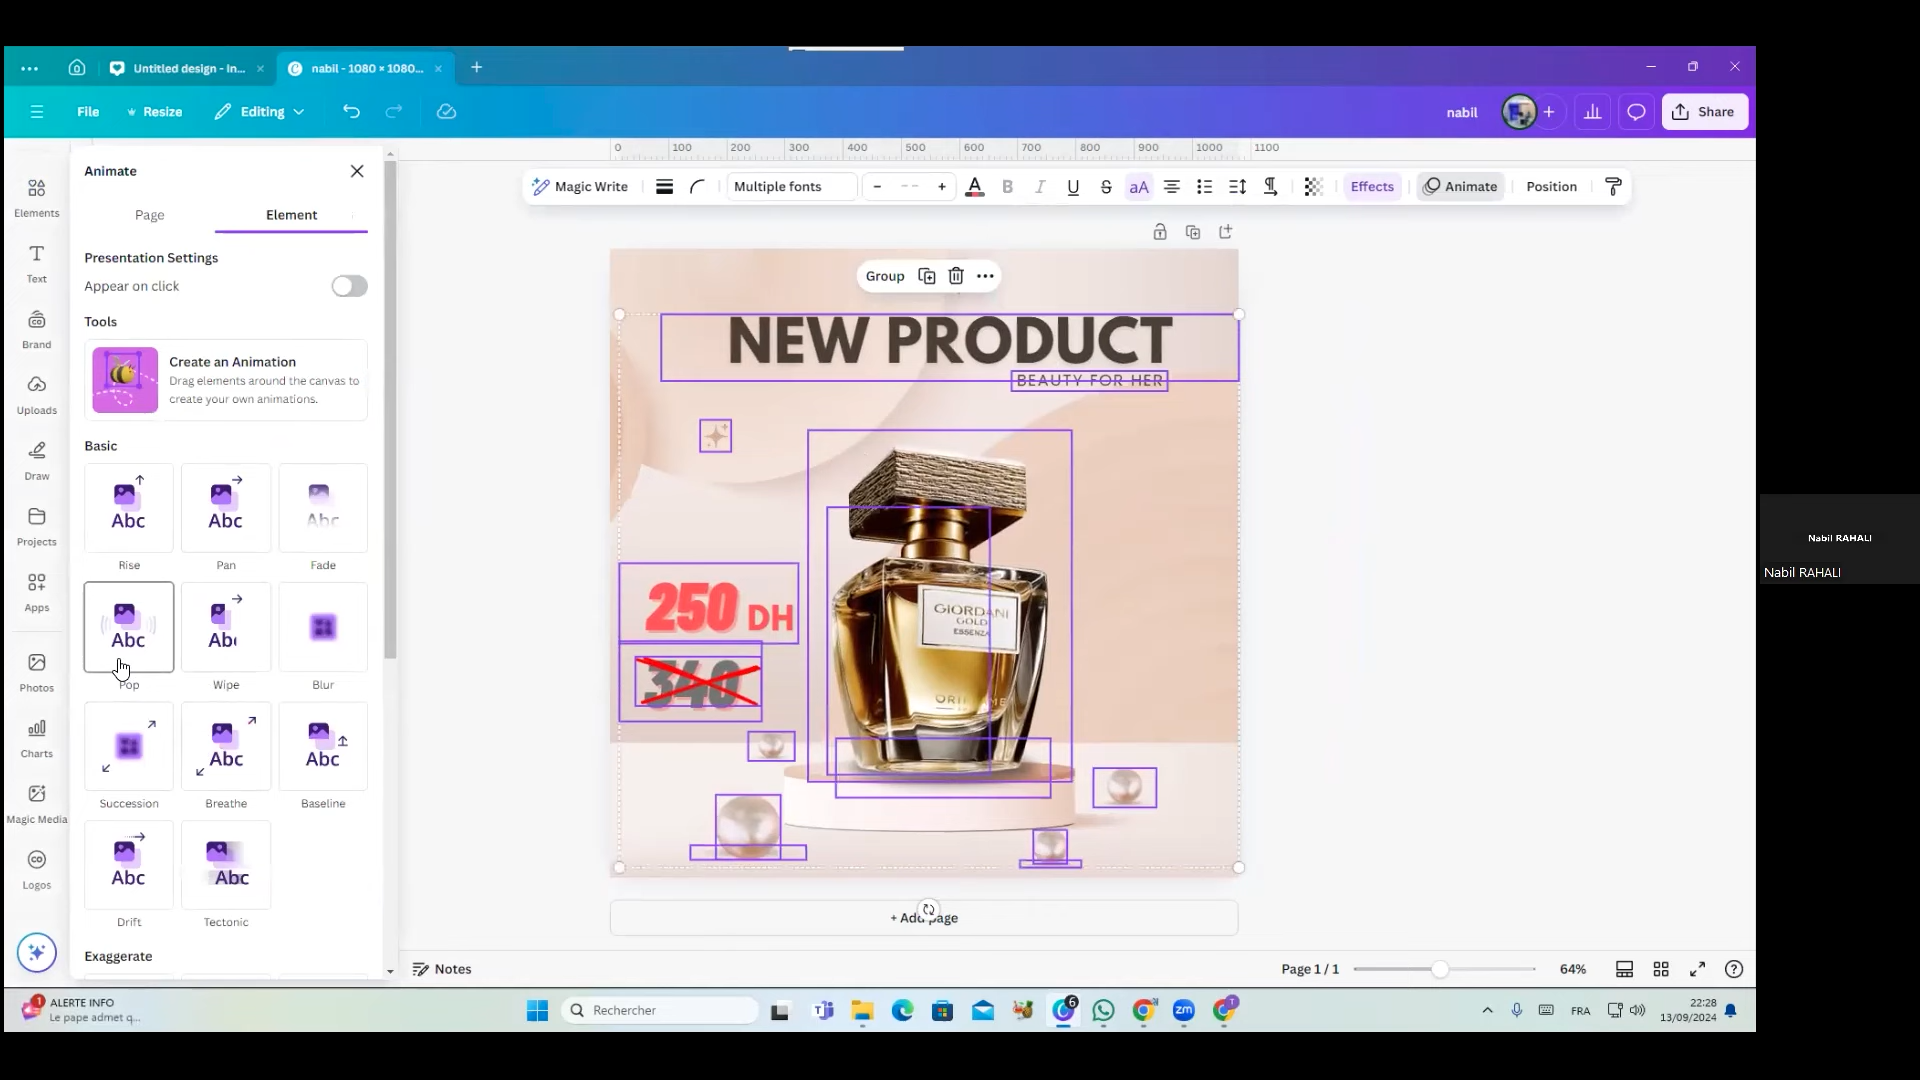 Untitled design - In...
nabil - 1080 × 1080...
File
Resize
Editing
nabil
Share
Animate
Page
Element
Presentation Settings
Appear on click
Tools
Create an Animation
Drag elements around the canvas to
create your own animations.
Basic
Abc
Abc
Abc
Rise
Pan
Fade
Abc
Abc
Pop
Wipe
Blur
Abc
Abc
Succession
Breathe
Baseline
Abc
Abc
Drift
Tectonic
Exaggerate
Elements
Text
Brand
Uploads
Draw
Projects
Apps
Photos
Charts
Magic Media
Logos
0 100 200 300 400 500 600 700 800 900 1000 1100
Magic Write
Multiple fonts
- -- +
A B I U S aA
Effects
Animate
Position
Group
NEW PRODUCT
BEAUTY FOR HER
250 DH
340
GIORDANI
GOLD
ESSENZA
+ Add page
Notes
Page 1 / 1
64%
Nabil RAHALI
Nabil RAHALI
1
ALERTE INFO
Le pape admet q...
Rechercher
6
zm
T
FRA
22:28
13/09/2024